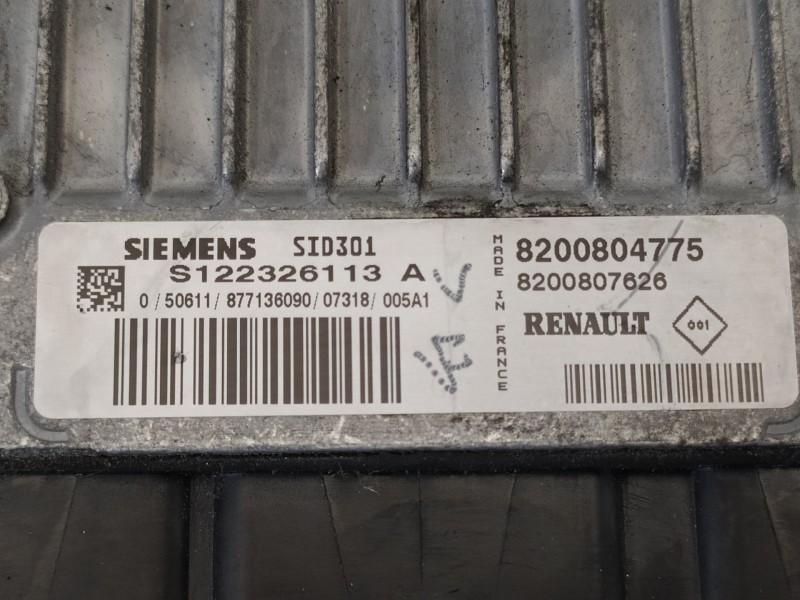 SIEMENS SID301
S122326113 A
0 / 50611 / 877136090 / 07318 / 005A1
MADE IN FRANCE
8200804775
8200807626
RENAULT 001